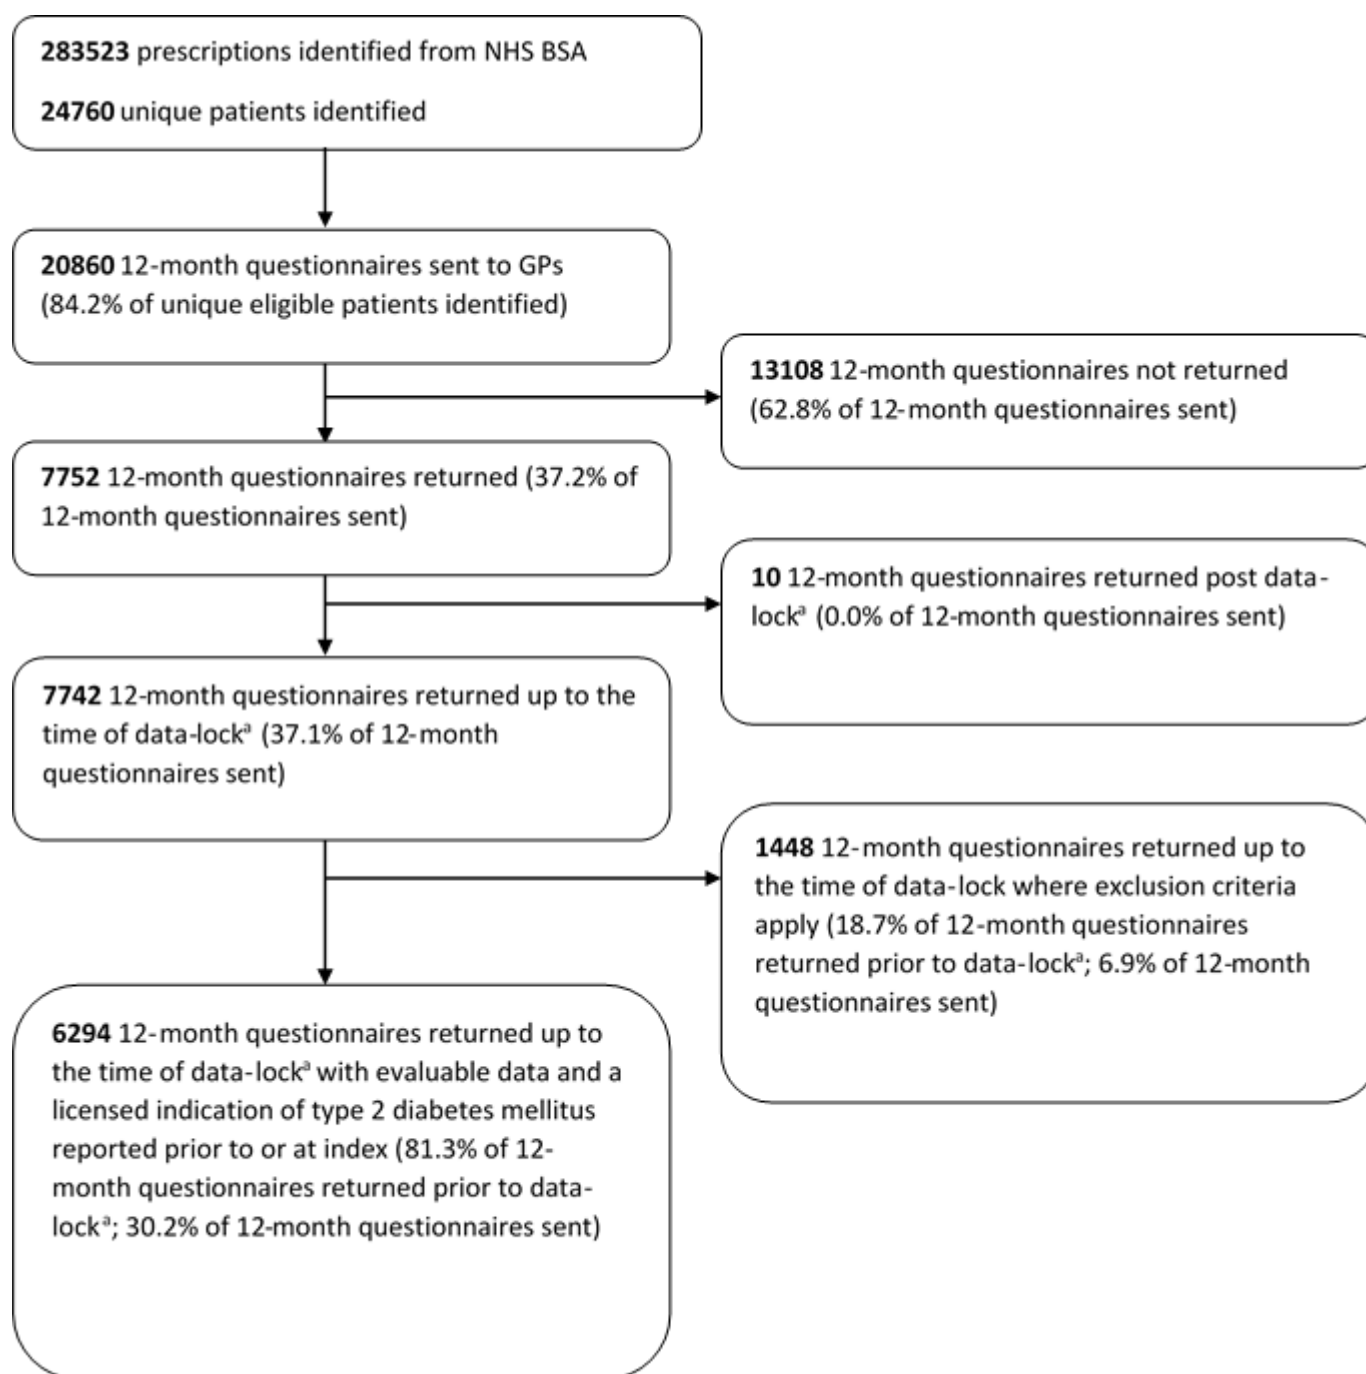 283523 prescriptions identified from NHS BSA
24760 unique patients identified
20860 12-month questionnaires sent to GPs
(84.2% of unique eligible patients identified)
13108 12-month questionnaires not returned
(62.8% of 12-month questionnaires sent)
7752 12-month questionnaires returned (37.2% of
12-month questionnaires sent)
10 12-month questionnaires returned post data-
lockᵃ (0.0% of 12-month questionnaires sent)
7742 12-month questionnaires returned up to the
time of data-lockᵃ (37.1% of 12-month
questionnaires sent)
1448 12-month questionnaires returned up to
the time of data-lock where exclusion criteria
apply (18.7% of 12-month questionnaires
returned prior to data-lockᵃ; 6.9% of 12-month
questionnaires sent)
6294 12-month questionnaires returned up to
the time of data-lockᵃ with evaluable data and a
licensed indication of type 2 diabetes mellitus
reported prior to or at index (81.3% of 12-
month questionnaires returned prior to data-
lockᵃ; 30.2% of 12-month questionnaires sent)